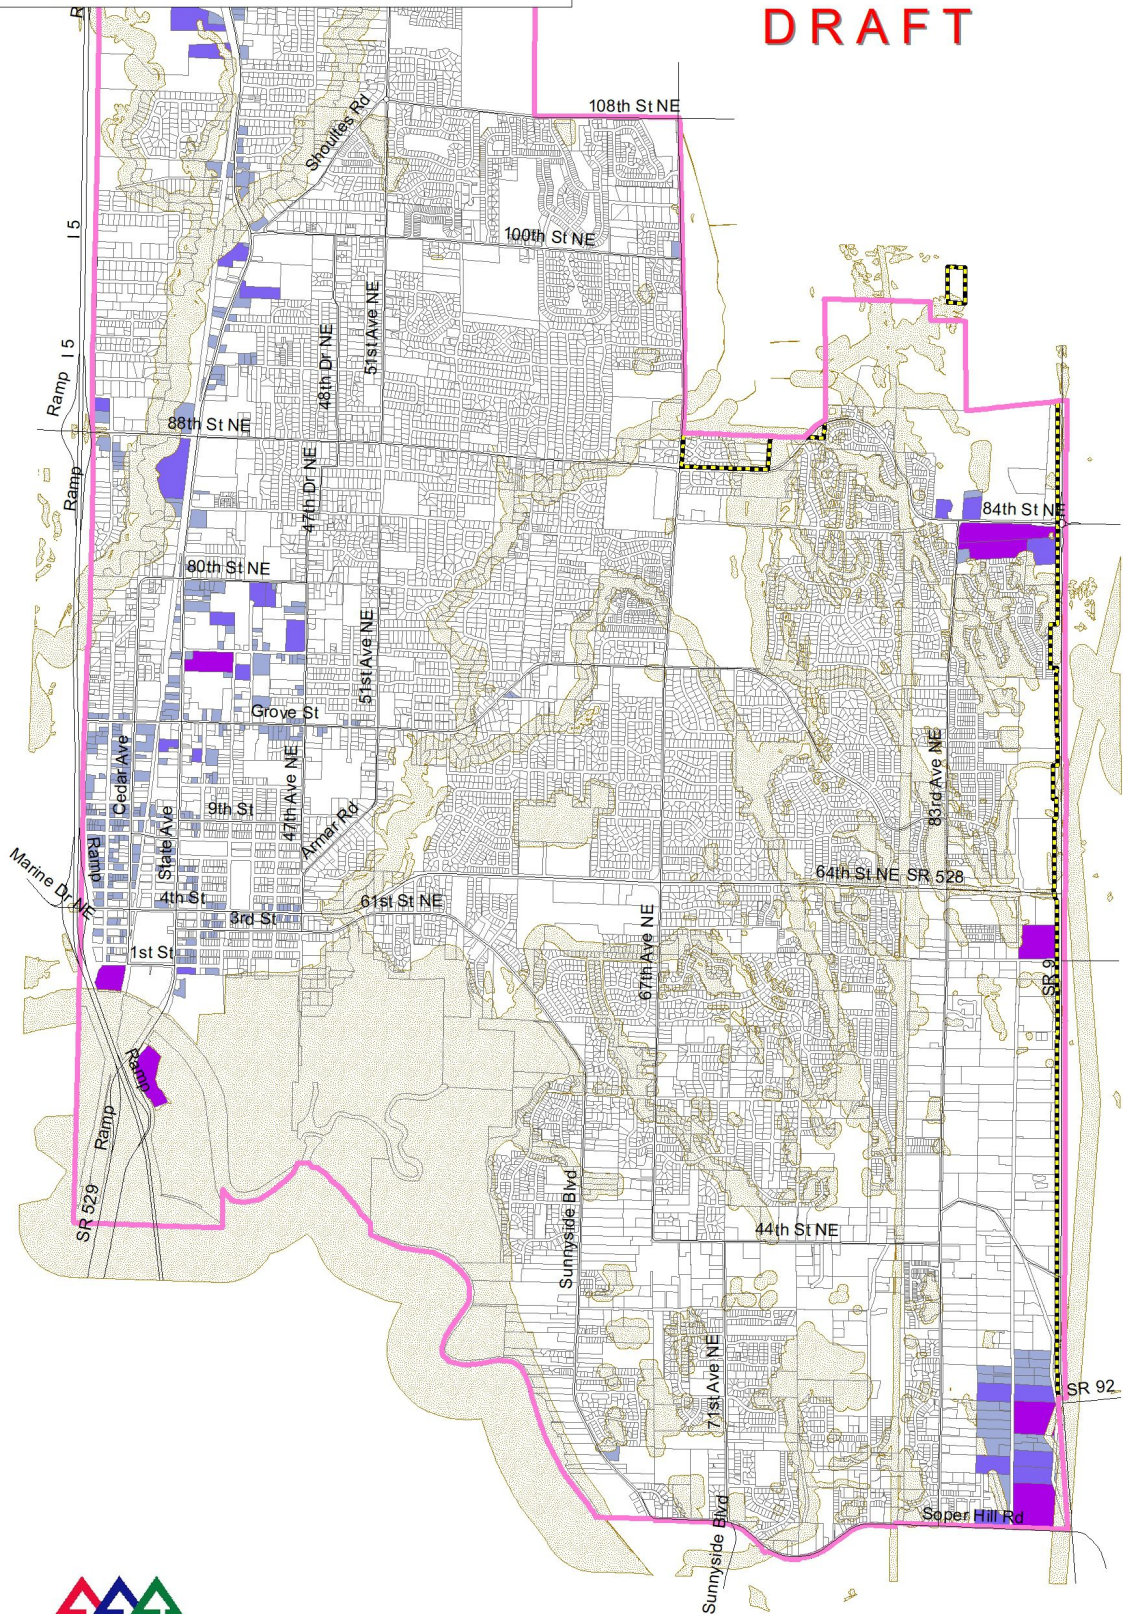 DRAFT
R
108th St NE
Shoultes Rd
I 5
100th St NE
51st Ave NE
48th Dr NE
I 5
Ramp
88th St NE
47th Dr NE
Ramp
84th St NE
80th St NE
51st Ave NE
Grove St
Cedar Ave
47th Ave NE
83rd Ave NE
9th St
State Ave
Armar Rd
Ramp
Marine Dr NE
64th St NE SR 528
4th St
61st St NE
3rd St
67th Ave NE
1st St
SR 9
Ramp
Ramp
SR 529
Sunnyside Blvd
44th St NE
71st Ave NE
SR 92
Soper Hill Rd
Sunnyside Blvd